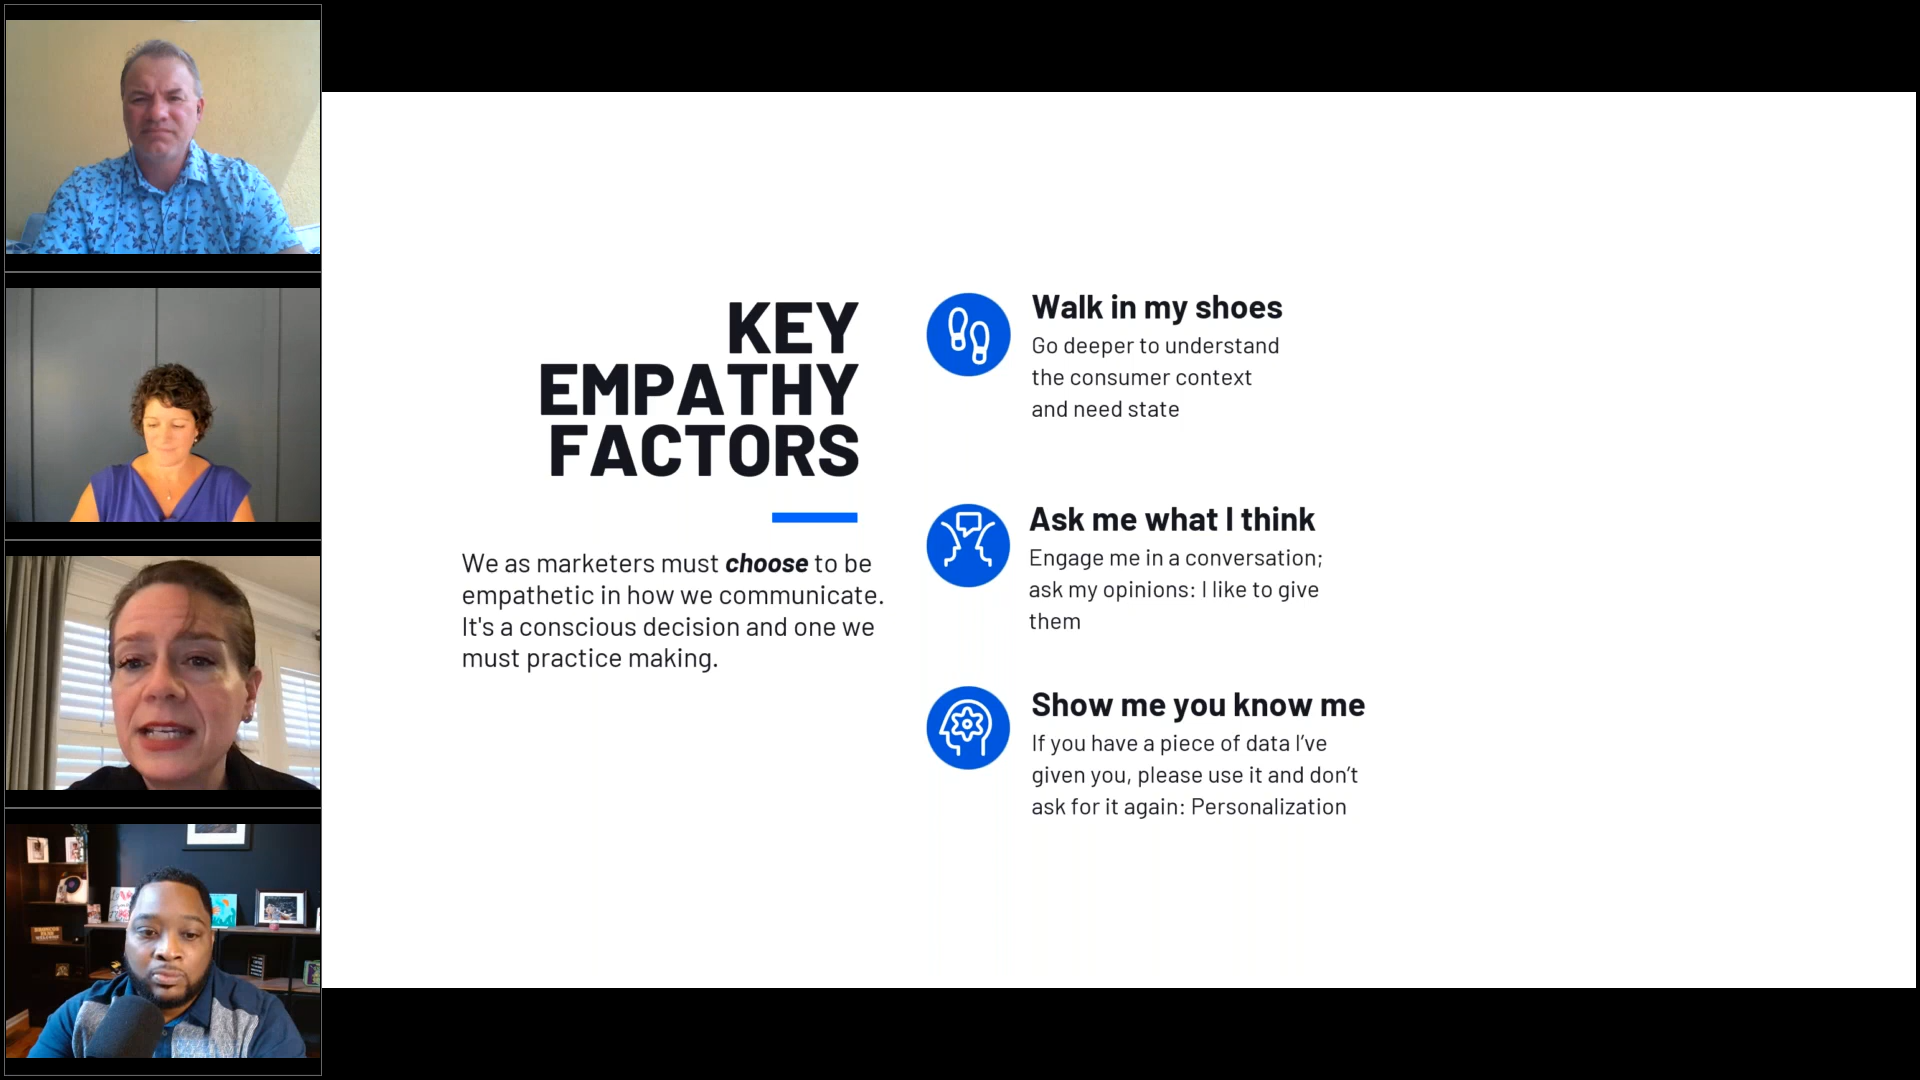 KEY
EMPATHY
FACTORS
We as marketers must choose to be
empathetic in how we communicate.
It's a conscious decision and one we
must practice making.
Walk in my shoes
Go deeper to understand
the consumer context
and need state
Ask me what I think
Engage me in a conversation;
ask my opinions: I like to give
them
Show me you know me
If you have a piece of data I’ve
given you, please use it and don’t
ask for it again: Personalization